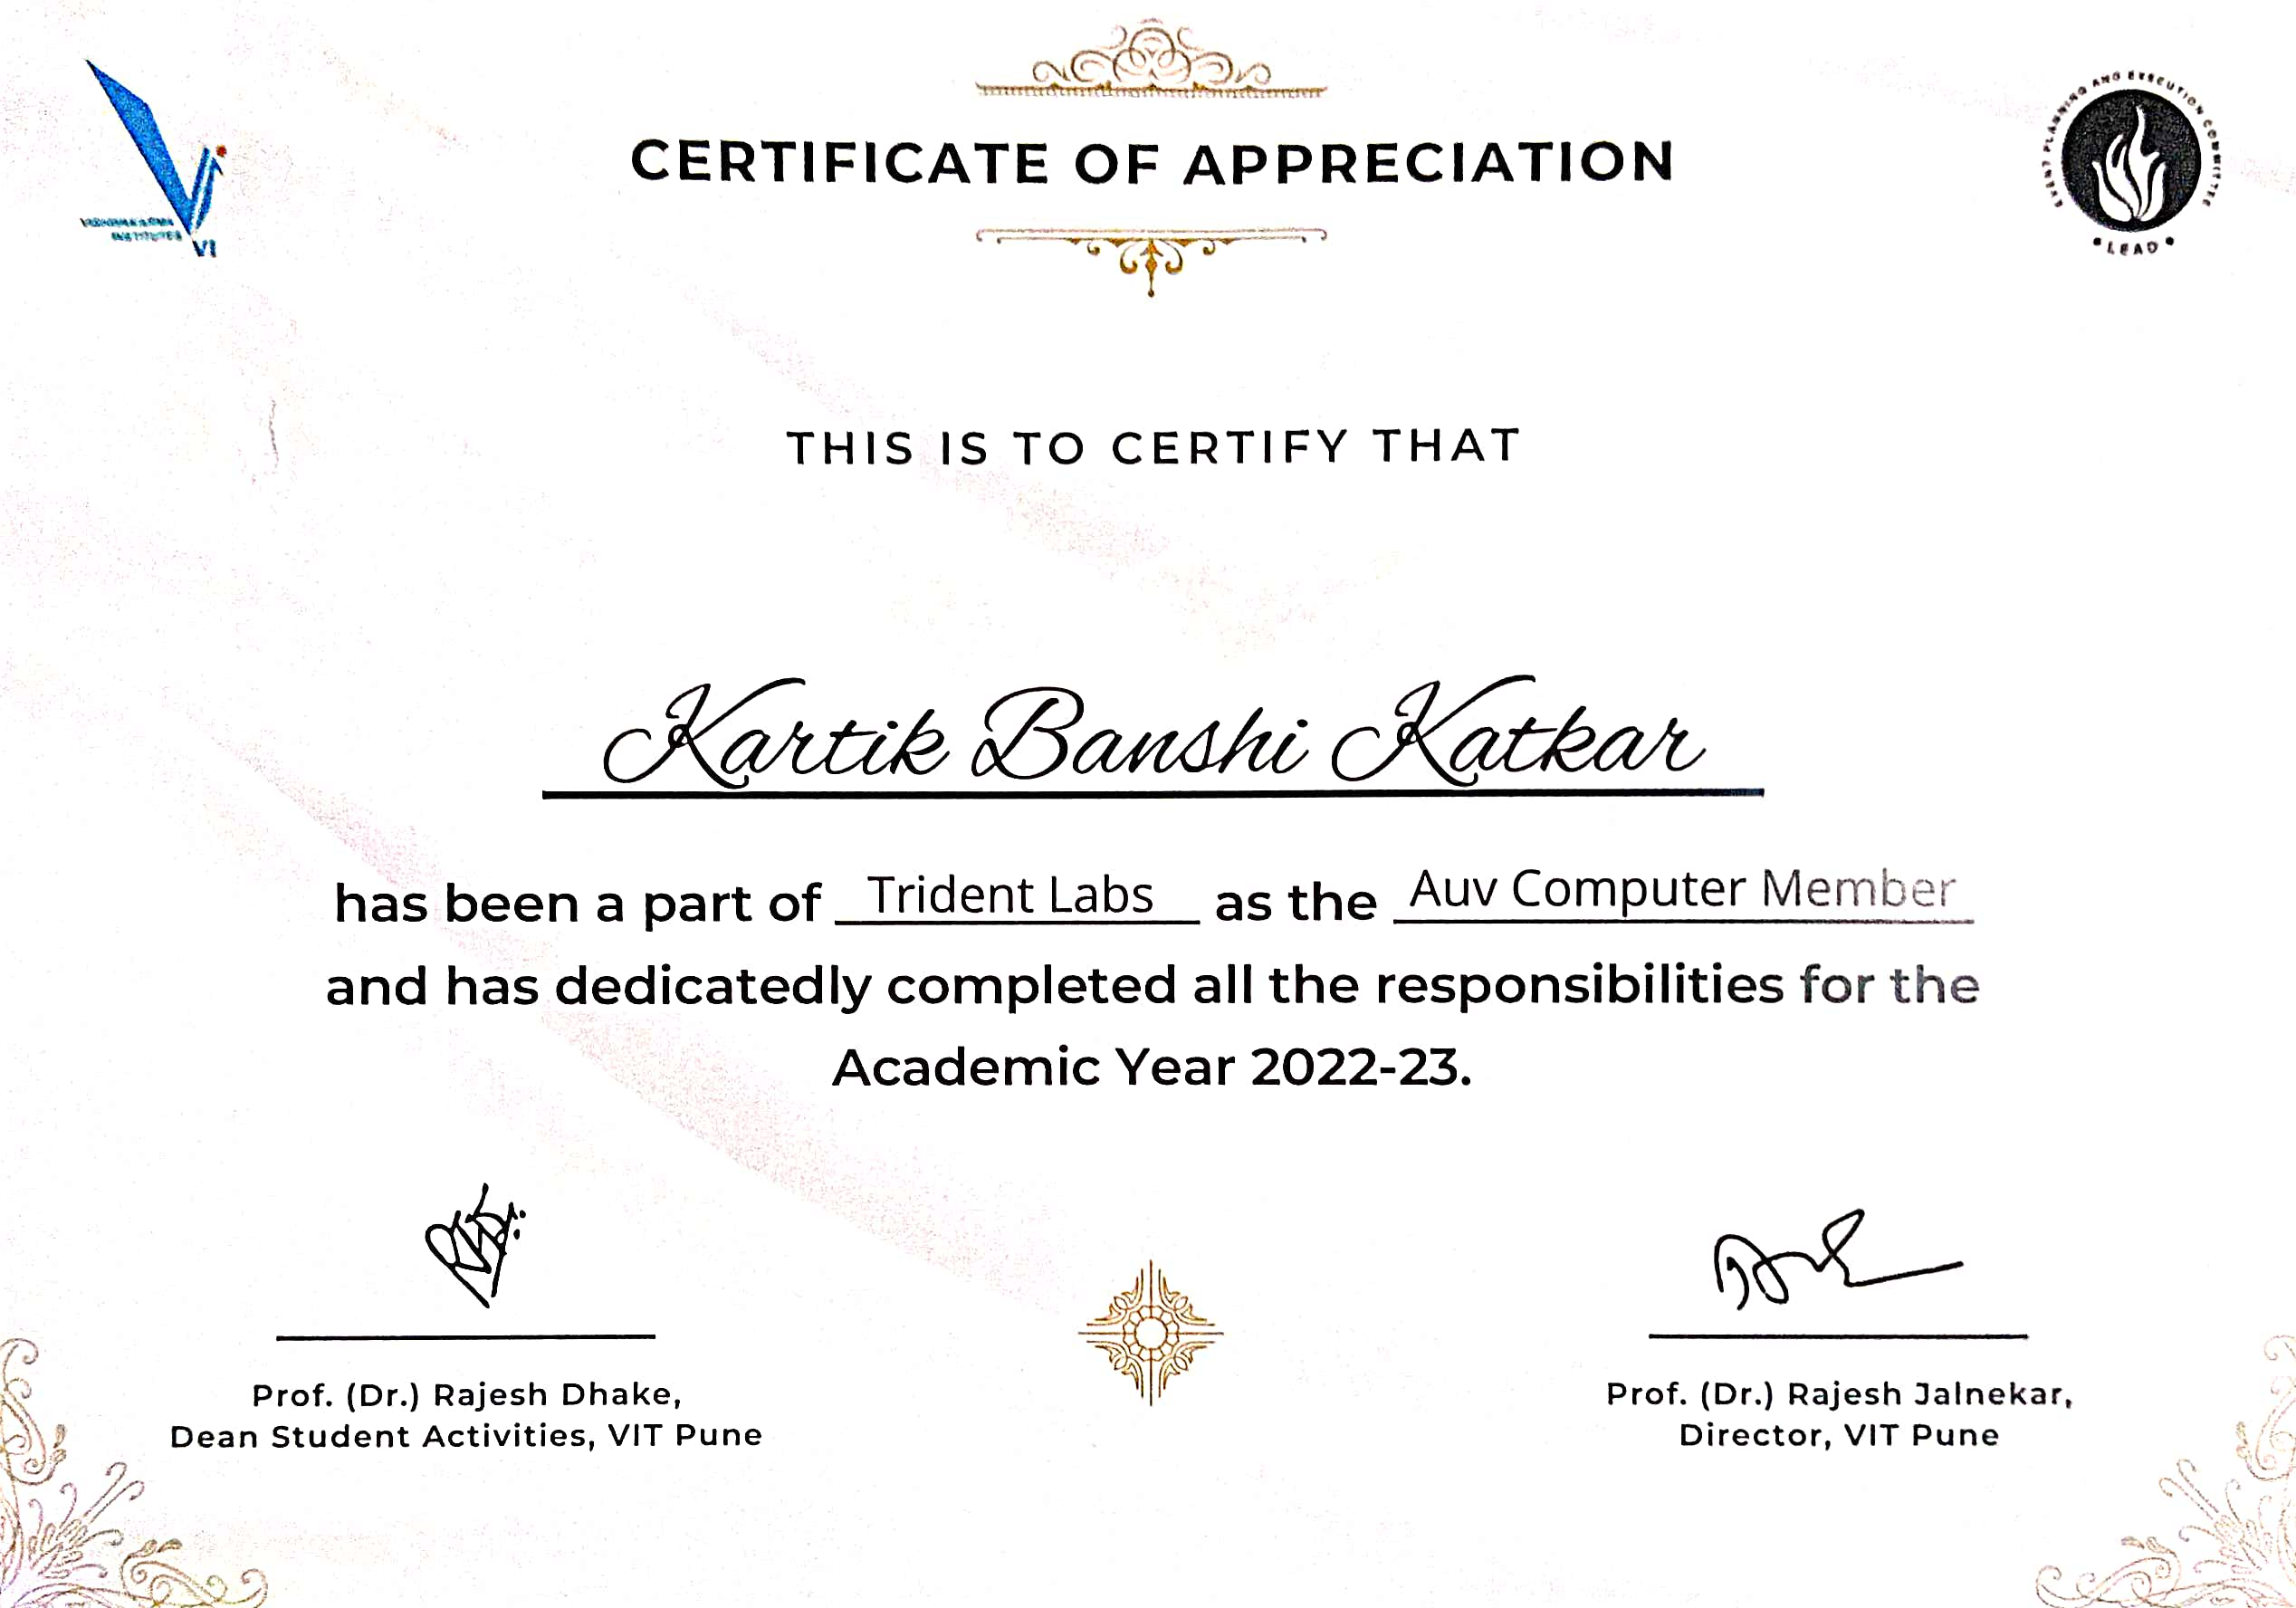 VISHWAKARMA
INSTITUTES
VI
CERTIFICATE OF APPRECIATION
EVENT PLANNING AND EXECUTION COMMITTEE
• LEAD •
THIS IS TO CERTIFY THAT
Kartik Banshi Katkar
has been a part of Trident Labs as the Auv Computer Member
and has dedicatedly completed all the responsibilities for the
Academic Year 2022-23.
Prof. (Dr.) Rajesh Dhake,
Dean Student Activities, VIT Pune
Prof. (Dr.) Rajesh Jalnekar,
Director, VIT Pune